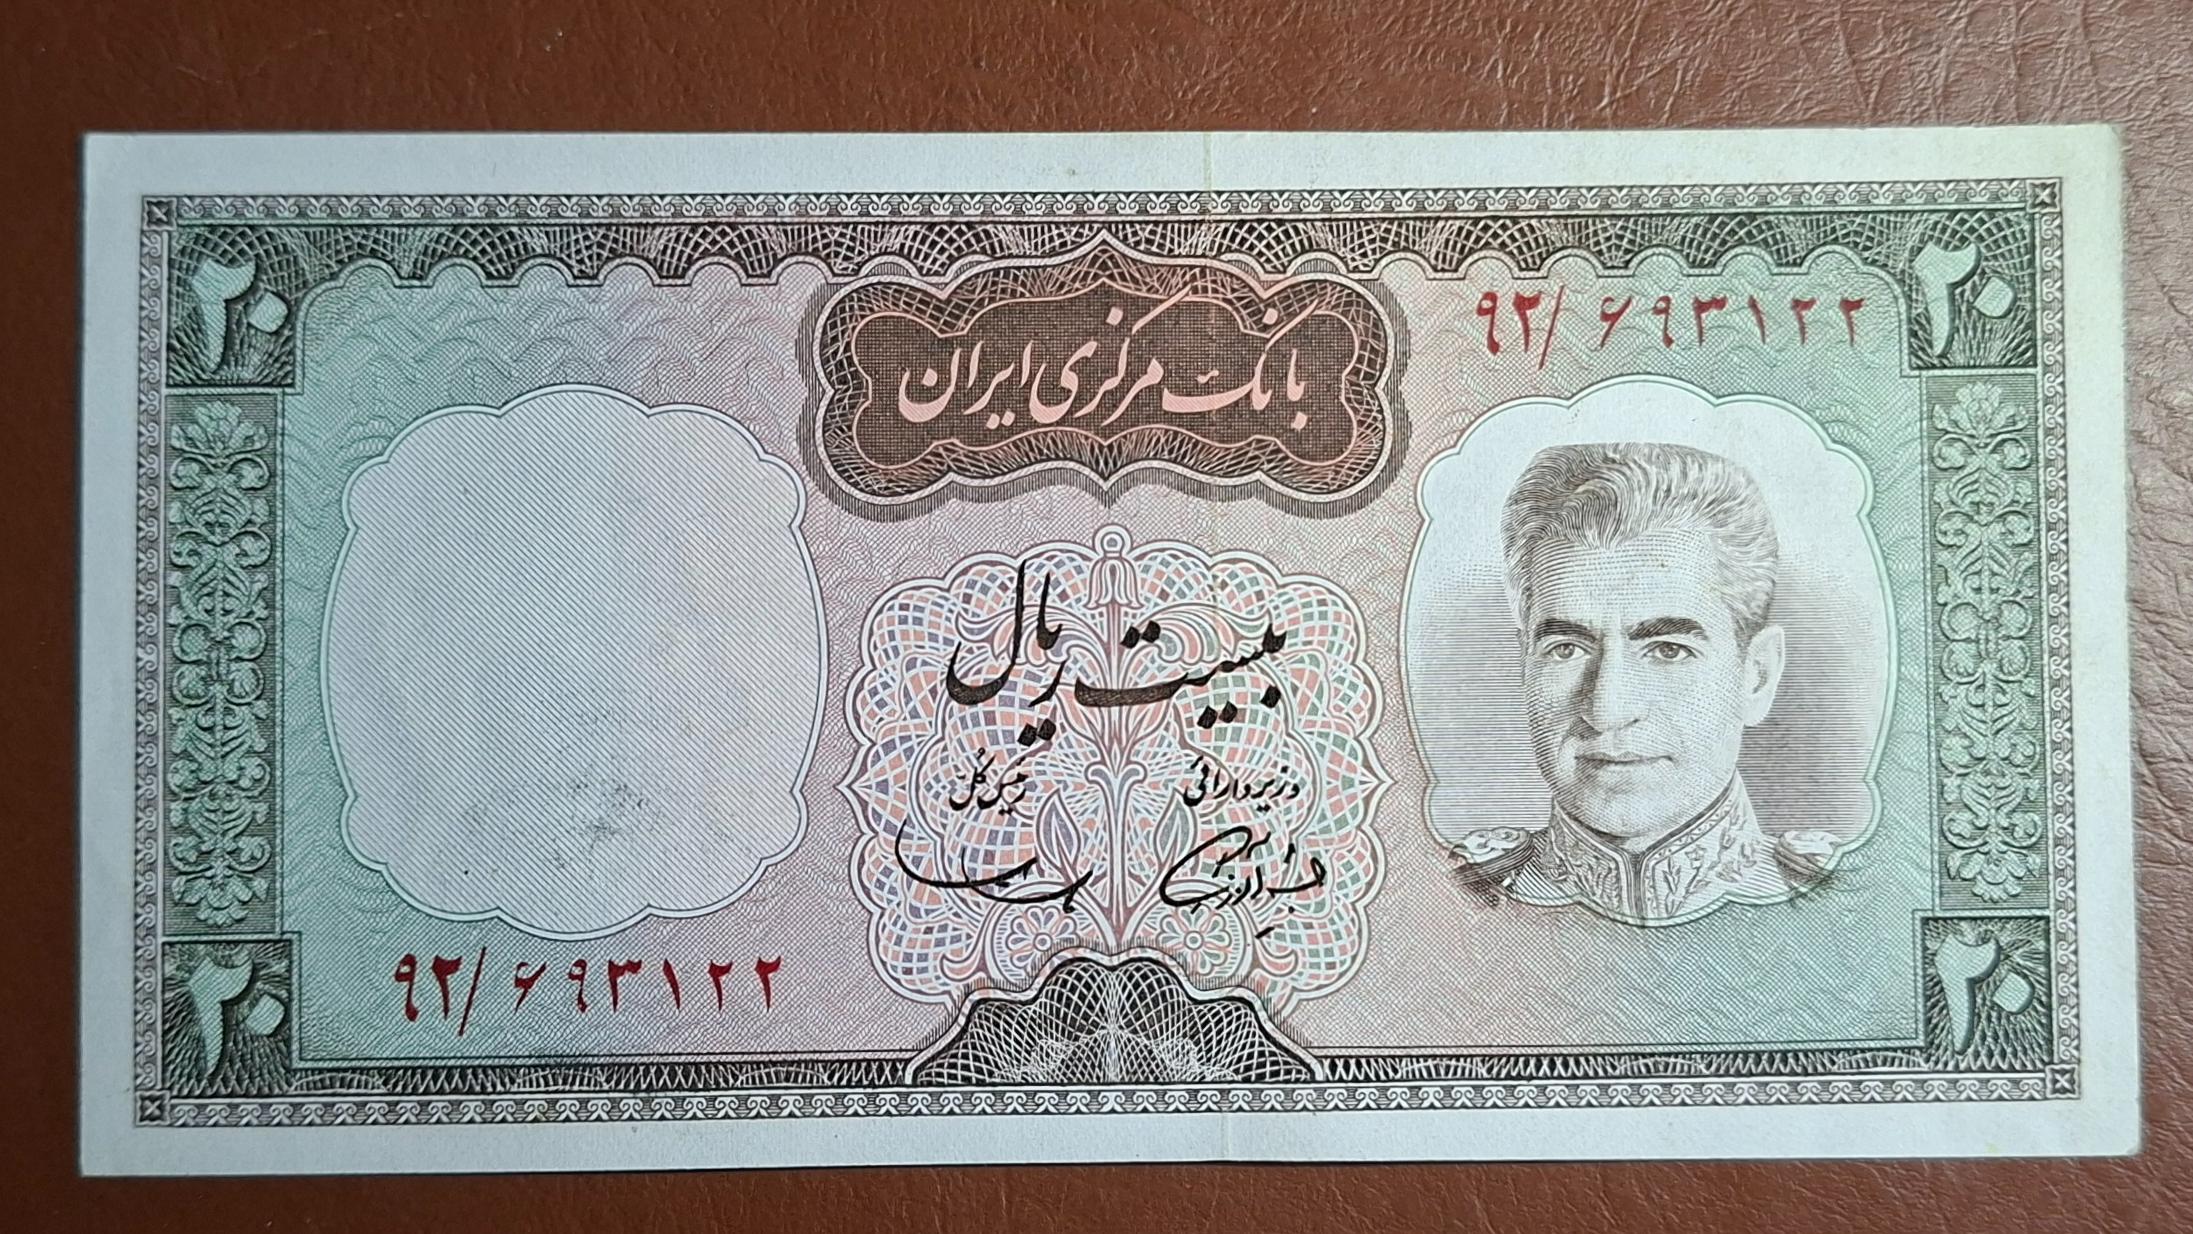 ۲۰
۲۰
بانک مرکزی ایران
۹۲/۶۹۳۱۲۲
بیست ریال
وزیر دارائی
رئیس کل
۹۲/۶۹۳۱۲۲
۲۰
۲۰